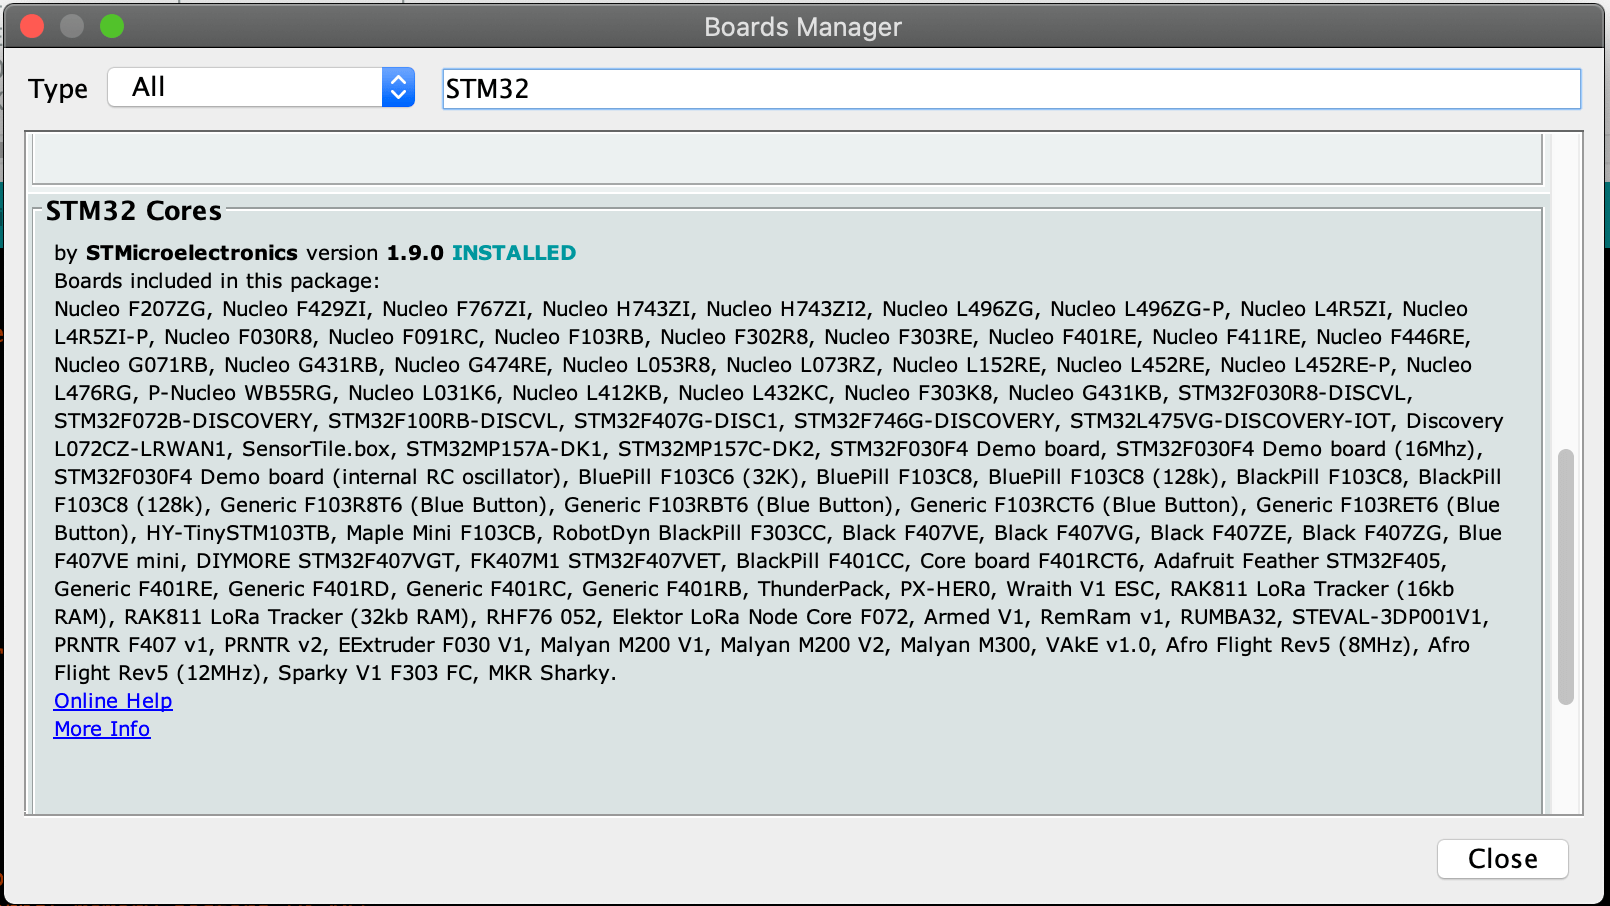 Boards Manager
Type All STM32
STM32 Cores
by STMicroelectronics version 1.9.0 INSTALLED
Boards included in this package:
Nucleo F207ZG, Nucleo F429ZI, Nucleo F767ZI, Nucleo H743ZI, Nucleo H743ZI2, Nucleo L496ZG, Nucleo L496ZG-P, Nucleo L4R5ZI, Nucleo
L4R5ZI-P, Nucleo F030R8, Nucleo F091RC, Nucleo F103RB, Nucleo F302R8, Nucleo F303RE, Nucleo F401RE, Nucleo F411RE, Nucleo F446RE,
Nucleo G071RB, Nucleo G431RB, Nucleo G474RE, Nucleo L053R8, Nucleo L073RZ, Nucleo L152RE, Nucleo L452RE, Nucleo L452RE-P, Nucleo
L476RG, P-Nucleo WB55RG, Nucleo L031K6, Nucleo L412KB, Nucleo L432KC, Nucleo F303K8, Nucleo G431KB, STM32F030R8-DISCVL,
STM32F072B-DISCOVERY, STM32F100RB-DISCVL, STM32F407G-DISC1, STM32F746G-DISCOVERY, STM32L475VG-DISCOVERY-IOT, Discovery
L072CZ-LRWAN1, SensorTile.box, STM32MP157A-DK1, STM32MP157C-DK2, STM32F030F4 Demo board, STM32F030F4 Demo board (16Mhz),
STM32F030F4 Demo board (internal RC oscillator), BluePill F103C6 (32K), BluePill F103C8, BluePill F103C8 (128k), BlackPill F103C8, BlackPill
F103C8 (128k), Generic F103R8T6 (Blue Button), Generic F103RBT6 (Blue Button), Generic F103RCT6 (Blue Button), Generic F103RET6 (Blue
Button), HY-TinySTM103TB, Maple Mini F103CB, RobotDyn BlackPill F303CC, Black F407VE, Black F407VG, Black F407ZE, Black F407ZG, Blue
F407VE mini, DIYMORE STM32F407VGT, FK407M1 STM32F407VET, BlackPill F401CC, Core board F401RCT6, Adafruit Feather STM32F405,
Generic F401RE, Generic F401RD, Generic F401RC, Generic F401RB, ThunderPack, PX-HER0, Wraith V1 ESC, RAK811 LoRa Tracker (16kb
RAM), RAK811 LoRa Tracker (32kb RAM), RHF76 052, Elektor LoRa Node Core F072, Armed V1, RemRam v1, RUMBA32, STEVAL-3DP001V1,
PRNTR F407 v1, PRNTR v2, EExtruder F030 V1, Malyan M200 V1, Malyan M200 V2, Malyan M300, VAkE v1.0, Afro Flight Rev5 (8MHz), Afro
Flight Rev5 (12MHz), Sparky V1 F303 FC, MKR Sharky.
Online Help
More Info
Close